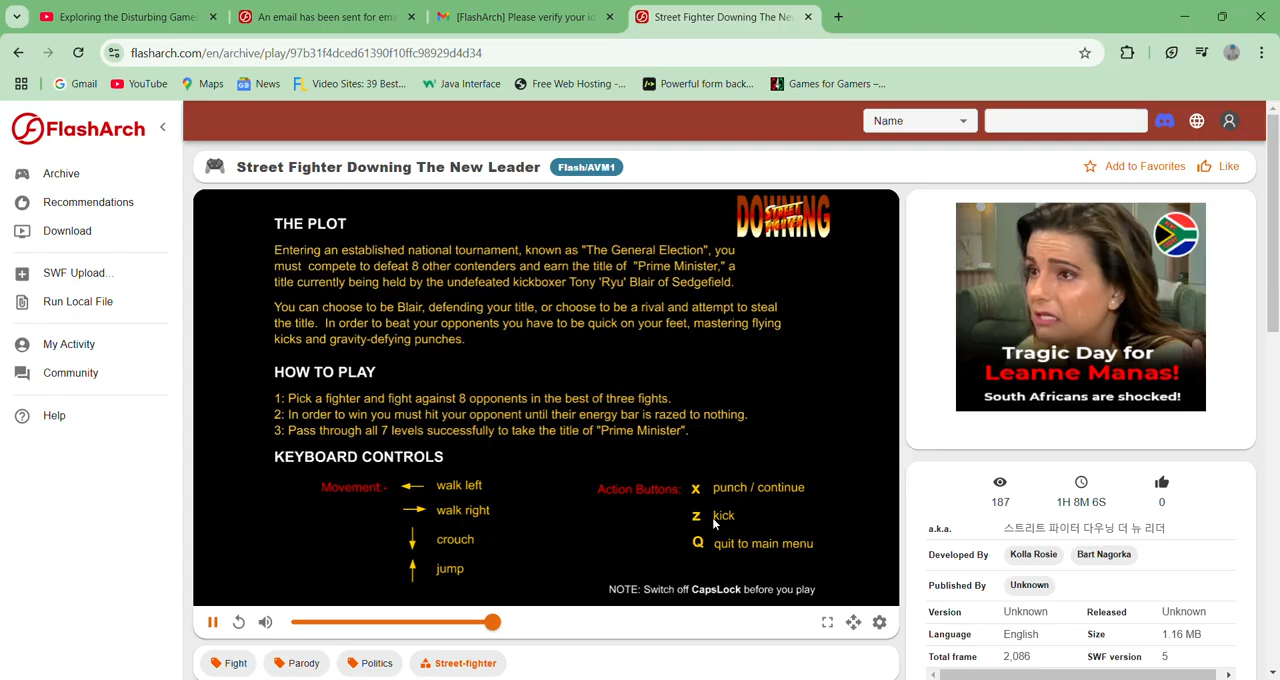 Exploring the Disturbing Game
An email has been sent for ema
[FlashArch] Please verify your i
Street Fighter Downing The Ne
flasharch.com/en/archive/play/97b31f4dced61390f10ffc98929d4d34
Gmail
YouTube
Maps
News
Video Sites: 39 Best...
Java Interface
Free Web Hosting -...
Powerful form back...
Games for Gamers –...
FlashArch
Name
Archive
Recommendations
Download
SWF Upload...
Run Local File
My Activity
Community
Help
Street Fighter Downing The New Leader
Flash/AVM1
Add to Favorites
Like
DOWNING
STREET
FIGHTER
THE PLOT
Entering an established national tournament, known as "The General Election", you
must compete to defeat 8 other contenders and earn the title of "Prime Minister," a
title currently being held by the undefeated kickboxer Tony 'Ryu' Blair of Sedgefield.
You can choose to be Blair, defending your title, or choose to be a rival and attempt to steal
the title. In order to beat your opponents you have to be quick on your feet, mastering flying
kicks and gravity-defying punches.
HOW TO PLAY
1: Pick a fighter and fight against 8 opponents in the best of three fights.
2: In order to win you must hit your opponent until their energy bar is razed to nothing.
3: Pass through all 7 levels successfully to take the title of "Prime Minister".
KEYBOARD CONTROLS
Movement:-
walk left
walk right
crouch
jump
Action Buttons:
x punch / continue
z kick
Q quit to main menu
NOTE: Switch off CapsLock before you play
Fight
Parody
Politics
Street-fighter
Tragic Day for
Leanne Manas!
South Africans are shocked!
187
1H 8M 6S
0
a.k.a. 스트리트 파이터 다우닝 더 뉴 리더
Developed By Kolla Rosie Bart Nagorka
Published By Unknown
Version Unknown Released Unknown
Language English Size 1.16 MB
Total frame 2,086 SWF version 5